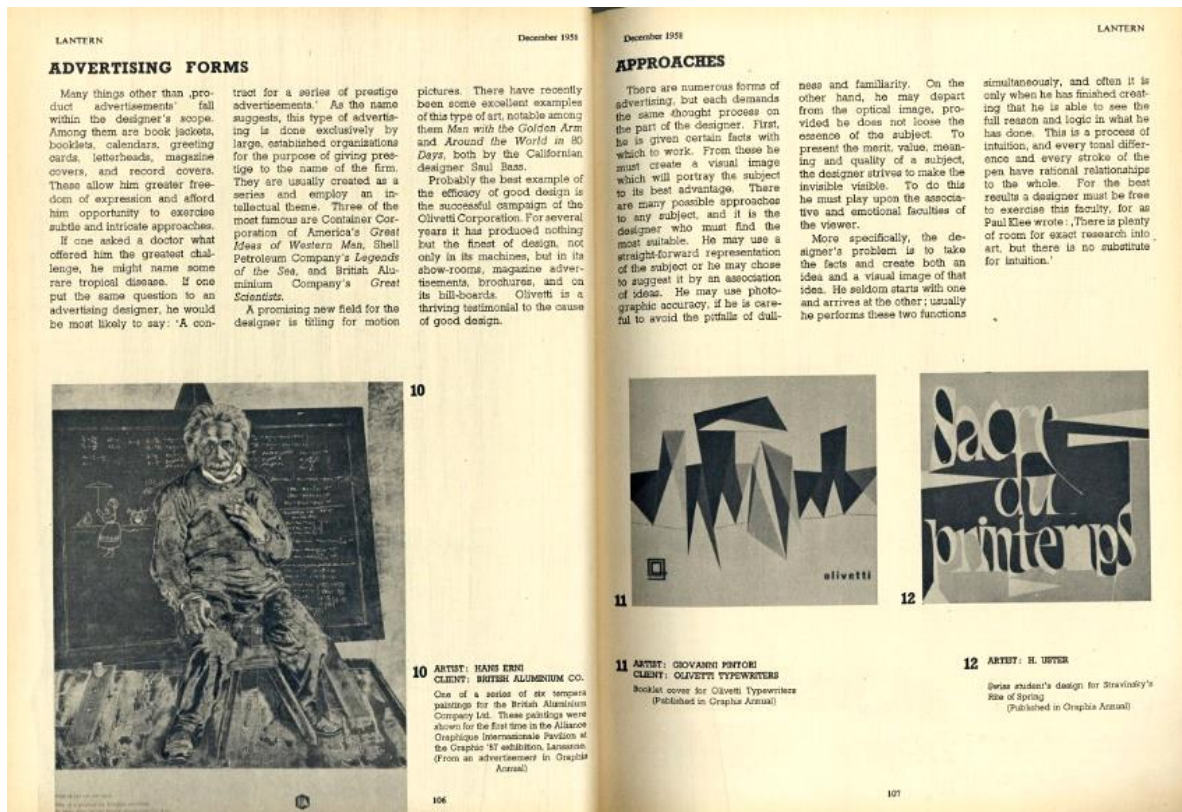 LANTERN
December 1958
ADVERTISING FORMS
Many things other than ‚pro-
duct advertisements' fall
within the designer's scope.
Among them are book jackets,
booklets, calendars, greeting
cards, letterheads, magazine
covers, and record covers.
These allow him greater free-
dom of expression and afford
him opportunity to exercise
subtle and intricate approaches.
If one asked a doctor what
offered him the greatest chal-
lenge, he might name some
rare tropical disease. If one
put the same question to an
advertising designer, he would
be most likely to say: 'A con-
tract for a series of prestige
advertisements.' As the name
suggests, this type of advertis-
ing is done exclusively by
large, established organizations
for the purpose of giving pres-
tige to the name of the firm.
They are usually created as a
series and employ an in-
tellectual theme. Three of the
most famous are Container Cor-
poration of America's Great
Ideas of Western Man, Shell
Petroleum Company's Legends
of the Sea, and British Alu-
minium Company's Great
Scientists.
A promising new field for the
designer is titling for motion
pictures. There have recently
been some excellent examples
of this type of art, notable among
them Man with the Golden Arm
and Around the World in 80
Days, both by the Californian
designer Saul Bass.
Probably the best example of
the efficacy of good design is
the successful campaign of the
Olivetti Corporation. For several
years it has produced nothing
but the finest of design, not
only in its machines, but in its
show-rooms, magazine adver-
tisements, brochures, and on
its bill-boards. Olivetti is a
thriving testimonial to the cause
of good design.
10
10 ARTIST: HANS ERNI
CLIENT: BRITISH ALUMINIUM CO.
One of a series of six tempera
paintings for the British Aluminium
Company Ltd. These paintings were
shown for the first time in the Alliance
Graphique Internationale Pavilion at
the Graphic '57 exhibition, Lausanne.
(From an advertisement in Graphis
Annual)
106
December 1958
LANTERN
APPROACHES
There are numerous forms of
advertising, but each demands
the same thought process on
the part of the designer. First,
he is given certain facts with
which to work. From these he
must create a visual image
which will portray the subject
to its best advantage. There
are many possible approaches
to any subject, and it is the
designer who must find the
most suitable. He may use a
straight-forward representation
of the subject or he may chose
to suggest it by an association
of ideas. He may use photo-
graphic accuracy, if he is care-
ful to avoid the pitfalls of dull-
ness and familiarity. On the
other hand, he may depart
from the optical image, pro-
vided he does not loose the
essence of the subject. To
present the merit, value, mean-
ing and quality of a subject,
the designer strives to make the
invisible visible. To do this
he must play upon the associa-
tive and emotional faculties of
the viewer.
More specifically, the de-
signer's problem is to take
the facts and create both an
idea and a visual image of that
idea. He seldom starts with one
and arrives at the other; usually
he performs these two functions
simultaneously, and often it is
only when he has finished creat-
ing that he is able to see the
full reason and logic in what he
has done. This is a process of
intuition, and every tonal differ-
ence and every stroke of the
pen have rational relationships
to the whole. For the best
results a designer must be free
to exercise this faculty, for as
Paul Klee wrote: ‚There is plenty
of room for exact research into
art, but there is no substitute
for intuition.'
olivetti
11
Sacre
du
printemps
12
11 ARTIST: GIOVANNI PINTORI
CLIENT: OLIVETTI TYPEWRITERS
Booklet cover for Olivetti Typewriters
(Published in Graphis Annual)
12 ARTIST: H. USTER
Swiss student's design for Stravinsky's
Rite of Spring
(Published in Graphis Annual)
107